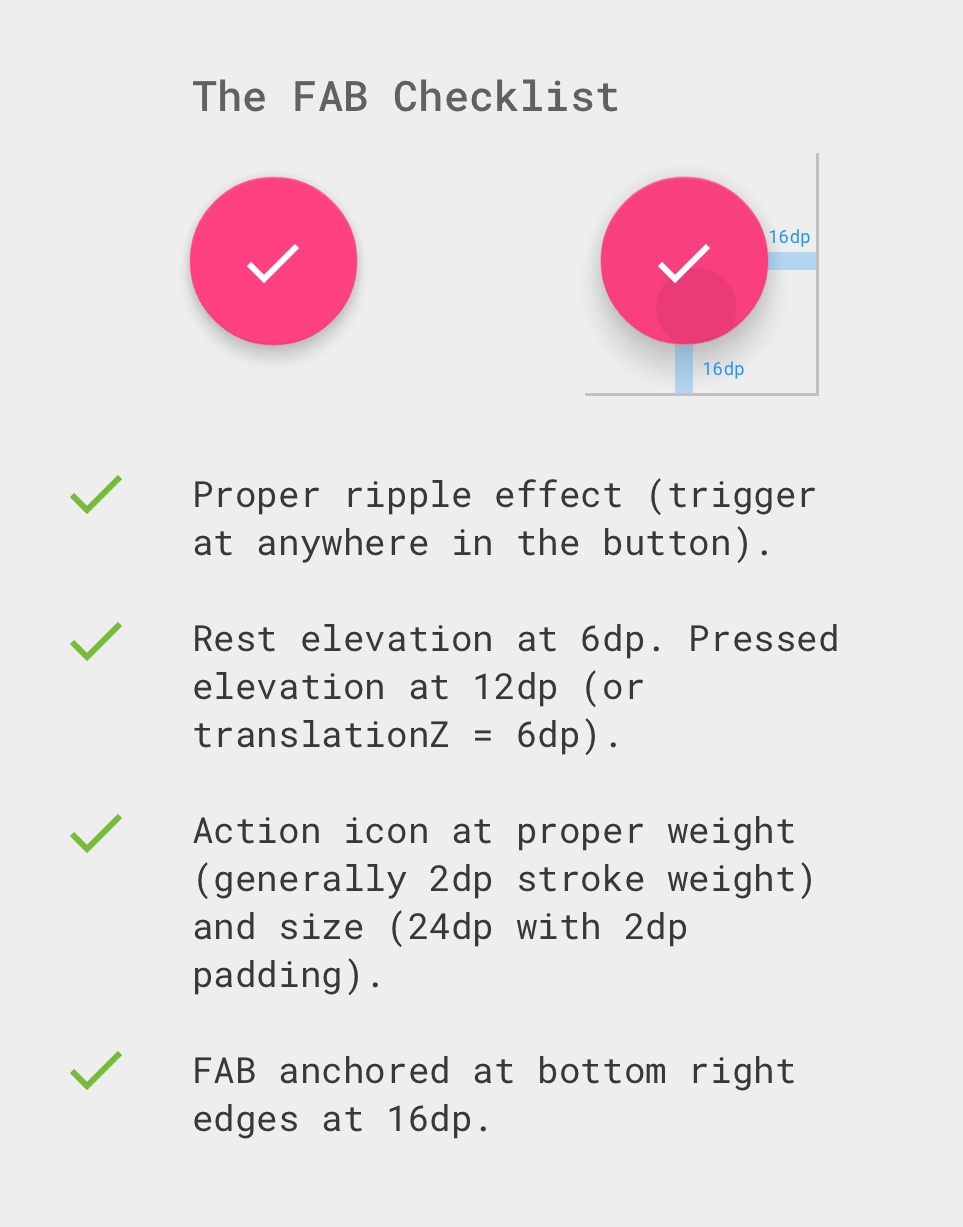 The FAB Checklist
16dp
16dp
Proper ripple effect (trigger
at anywhere in the button).
Rest elevation at 6dp. Pressed
elevation at 12dp (or
translationZ = 6dp).
Action icon at proper weight
(generally 2dp stroke weight)
and size (24dp with 2dp
padding).
FAB anchored at bottom right
edges at 16dp.